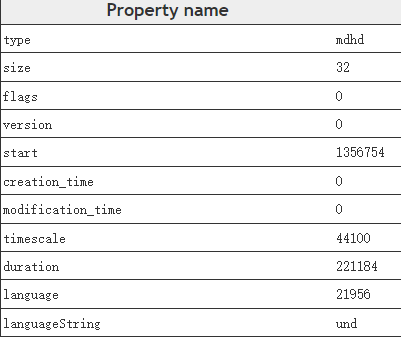 Property name
type mdhd
size 32
flags 0
version 0
start 1356754
creation_time 0
modification_time 0
timescale 44100
duration 221184
language 21956
languageString und